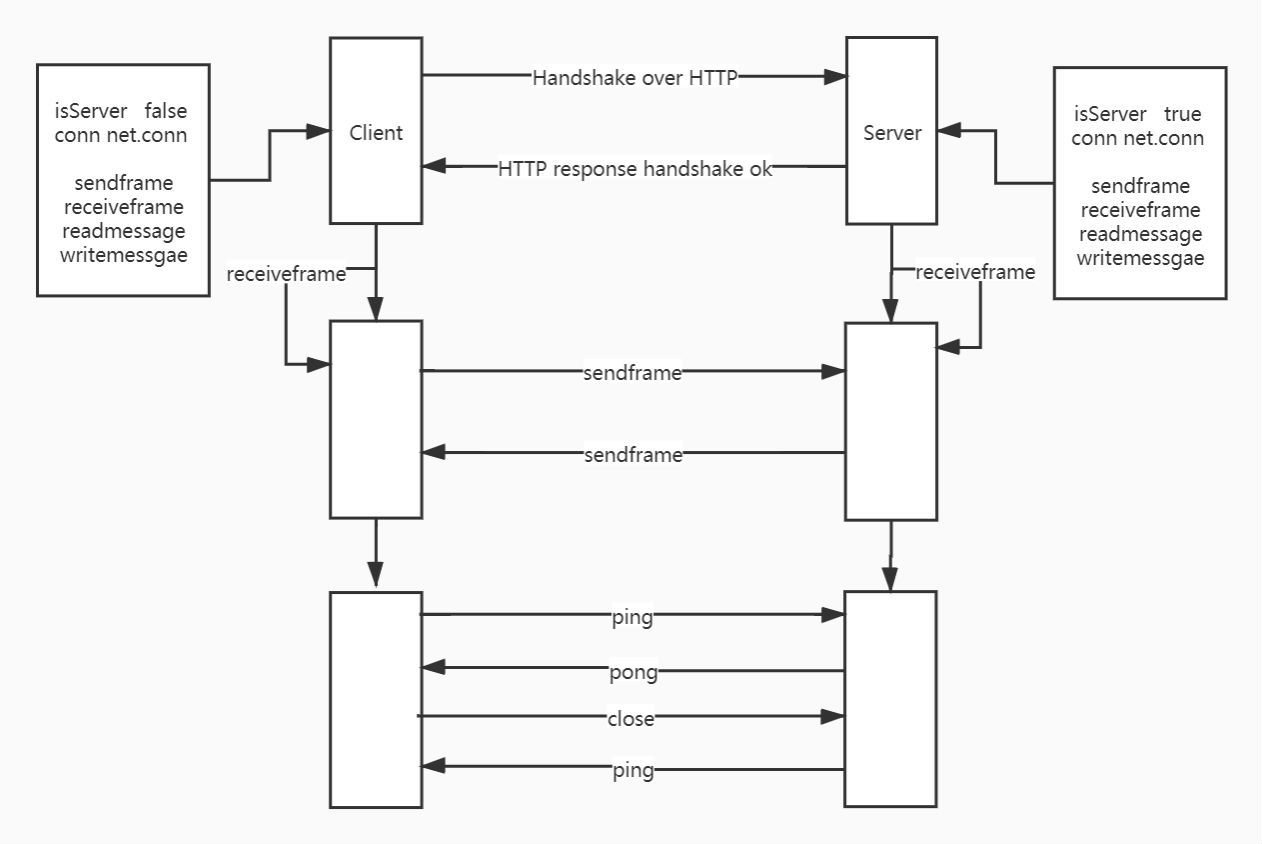 Handshake over HTTP
isServer false
conn net.conn
sendframe
receiveframe
readmessage
writemessgae
Client
Server
isServer true
conn net.conn
sendframe
receiveframe
readmessage
writemessgae
HTTP response handshake ok
receiveframe
receiveframe
sendframe
sendframe
ping
pong
close
ping